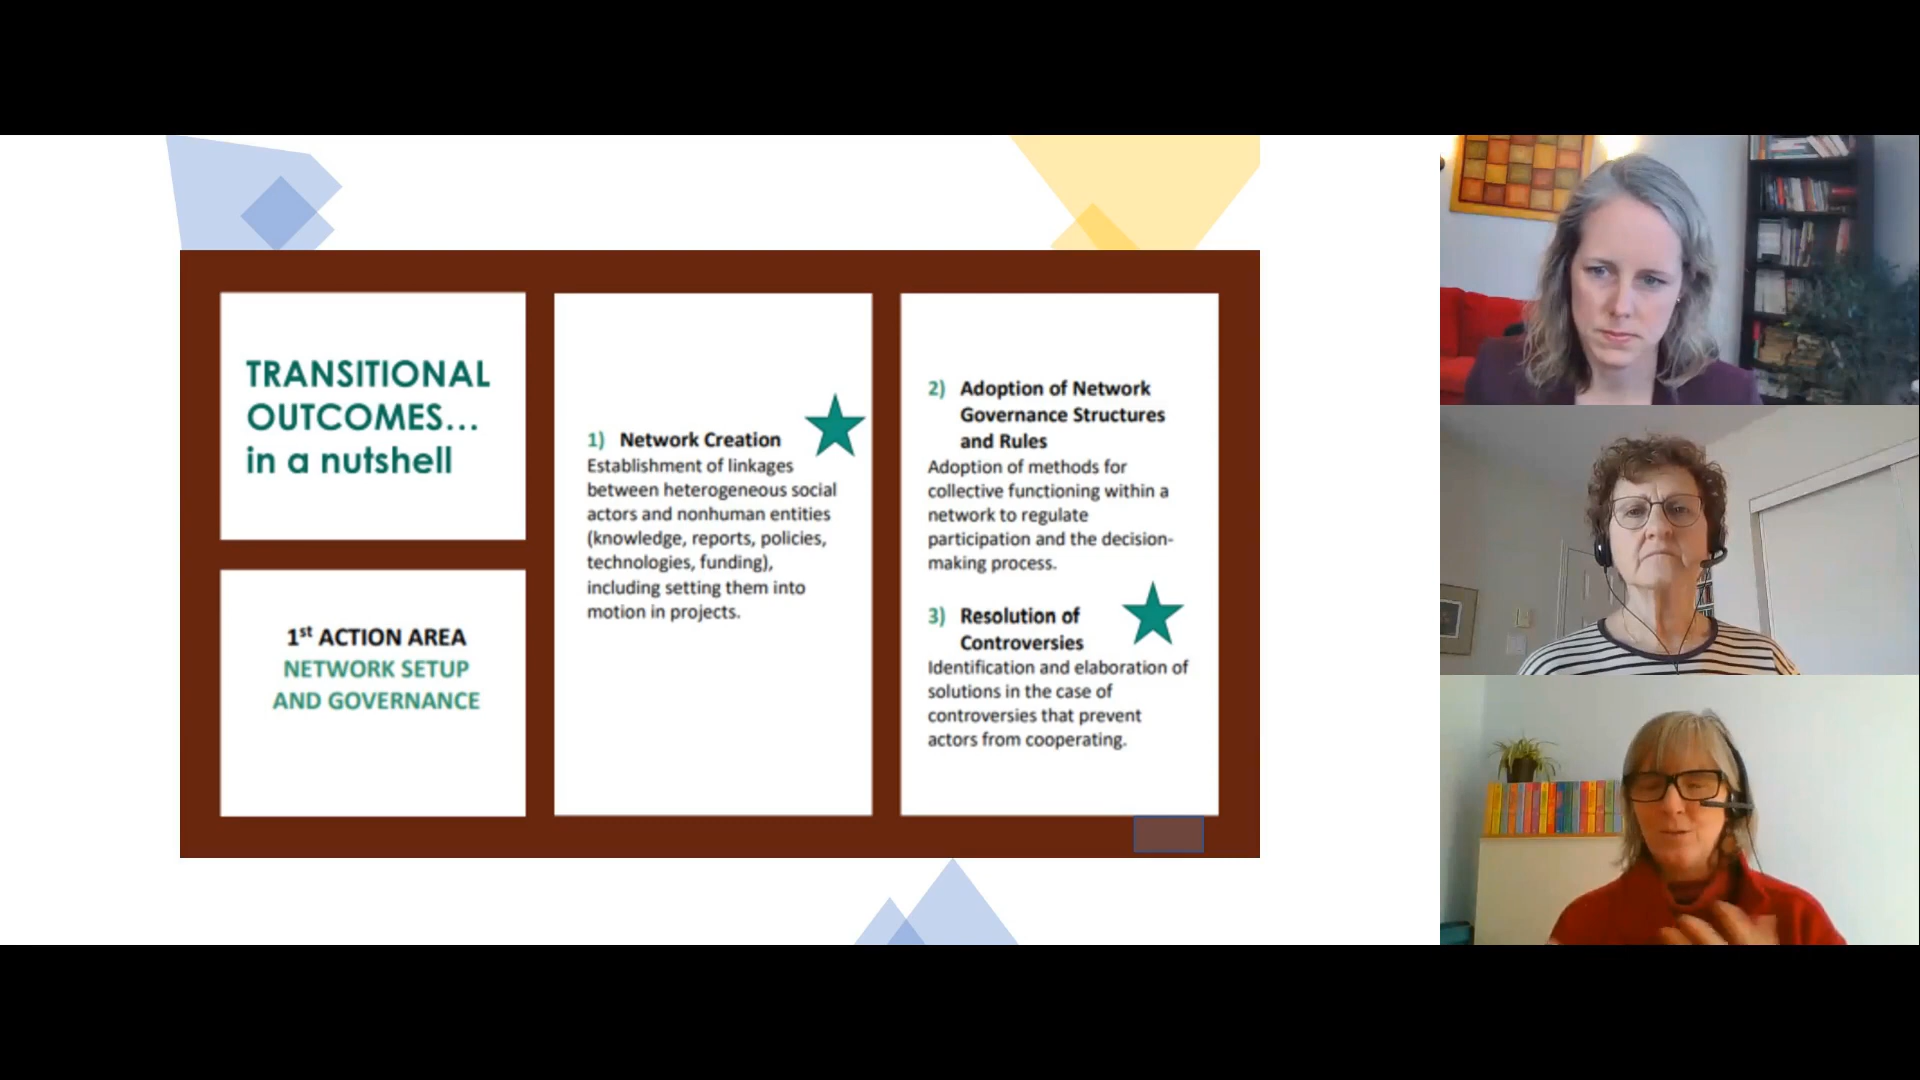 TRANSITIONAL
OUTCOMES...
in a nutshell
1st ACTION AREA
NETWORK SETUP
AND GOVERNANCE
1) Network Creation
Establishment of linkages
between heterogeneous social
actors and nonhuman entities
(knowledge, reports, policies,
technologies, funding),
including setting them into
motion in projects.
2) Adoption of Network
Governance Structures
and Rules
Adoption of methods for
collective functioning within a
network to regulate
participation and the decision-
making process.
3) Resolution of
Controversies
Identification and elaboration of
solutions in the case of
controversies that prevent
actors from cooperating.